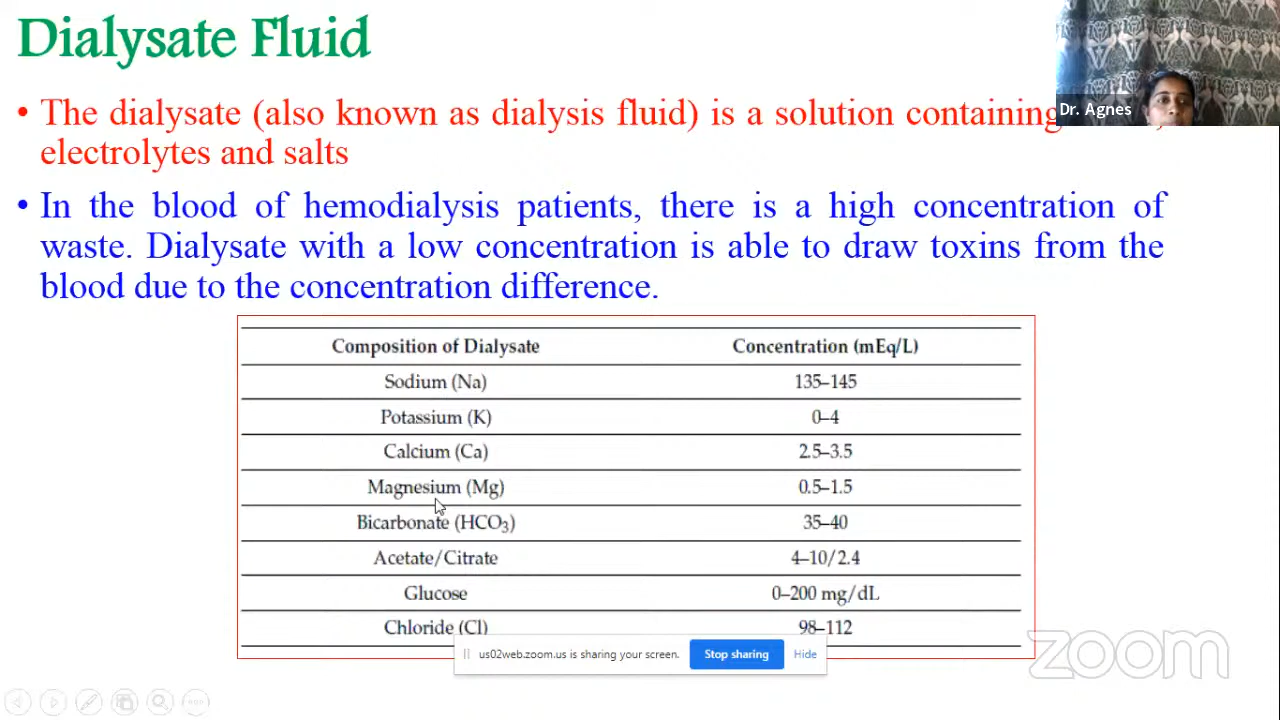 Dialysate Fluid
Dr. Agnes
• The dialysate (also known as dialysis fluid) is a solution containing
electrolytes and salts
• In the blood of hemodialysis patients, there is a high concentration of
waste. Dialysate with a low concentration is able to draw toxins from the
blood due to the concentration difference.
Composition of Dialysate Concentration (mEq/L)
Sodium (Na) 135–145
Potassium (K) 0–4
Calcium (Ca) 2.5–3.5
Magnesium (Mg) 0.5–1.5
Bicarbonate (HCO₃) 35–40
Acetate/Citrate 4–10/2.4
Glucose 0–200 mg/dL
Chloride (Cl) 98–112
us02web.zoom.us is sharing your screen. Stop sharing Hide
zoom